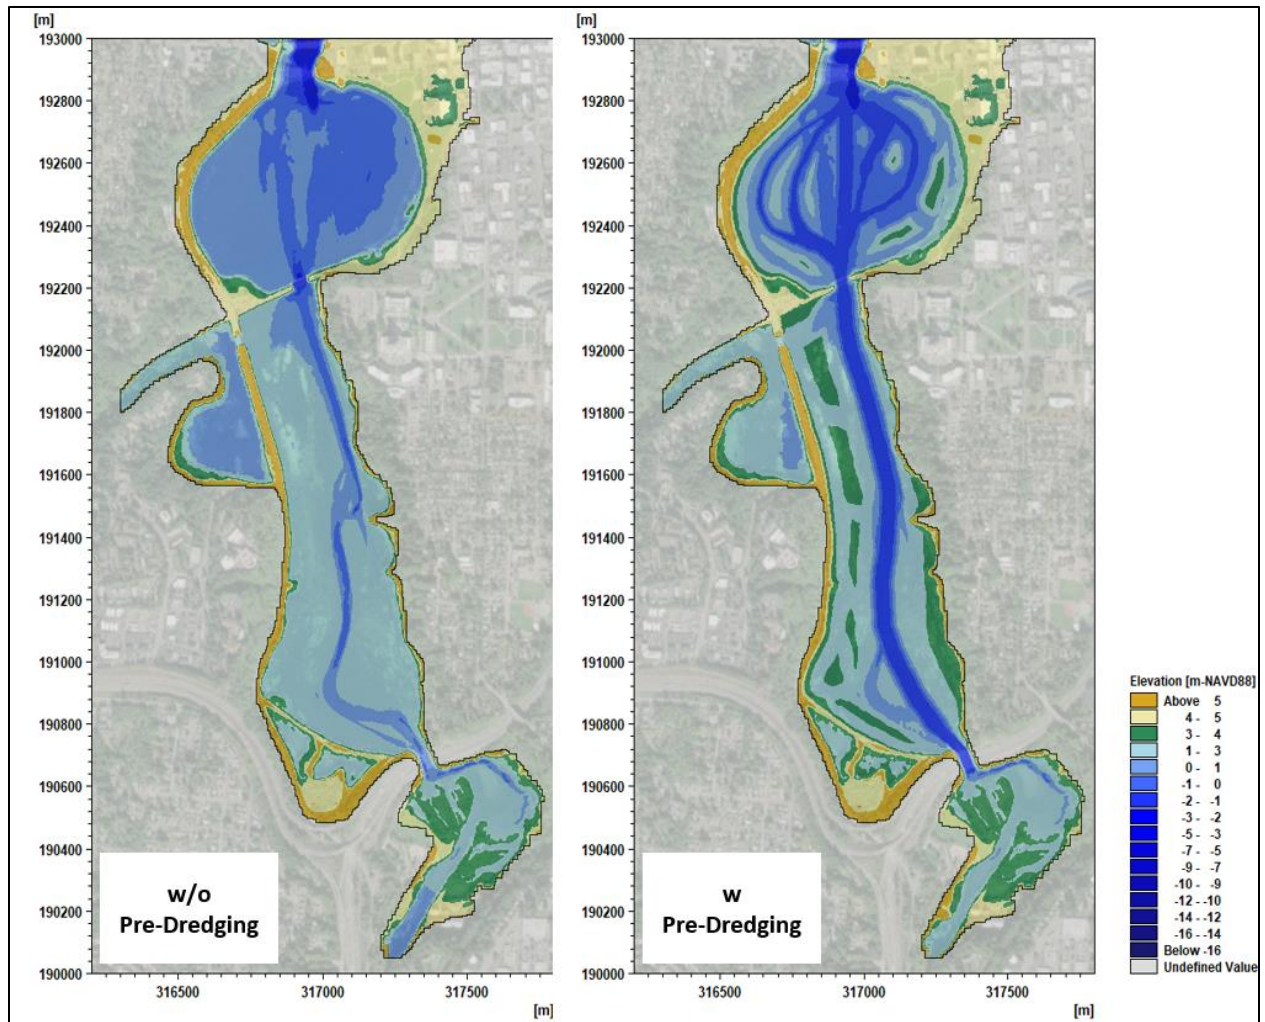 [m]
193000
192800
192600
192400
192200
192000
191800
191600
191400
191200
191000
190800
190600
190400
190200
190000
316500 317000 317500
[m]
w/o
Pre-Dredging
[m]
193000
192800
192600
192400
192200
192000
191800
191600
191400
191200
191000
190800
190600
190400
190200
190000
316500 317000 317500
[m]
w
Pre-Dredging
Elevation [m-NAVD88]
Above 5
4 - 5
3 - 4
1 - 3
0 - 1
-1 - 0
-2 - -1
-3 - -2
-5 - -3
-7 - -5
-9 - -7
-10 - -9
-12 - -10
-14 - -12
-16 - -14
Below -16
Undefined Value